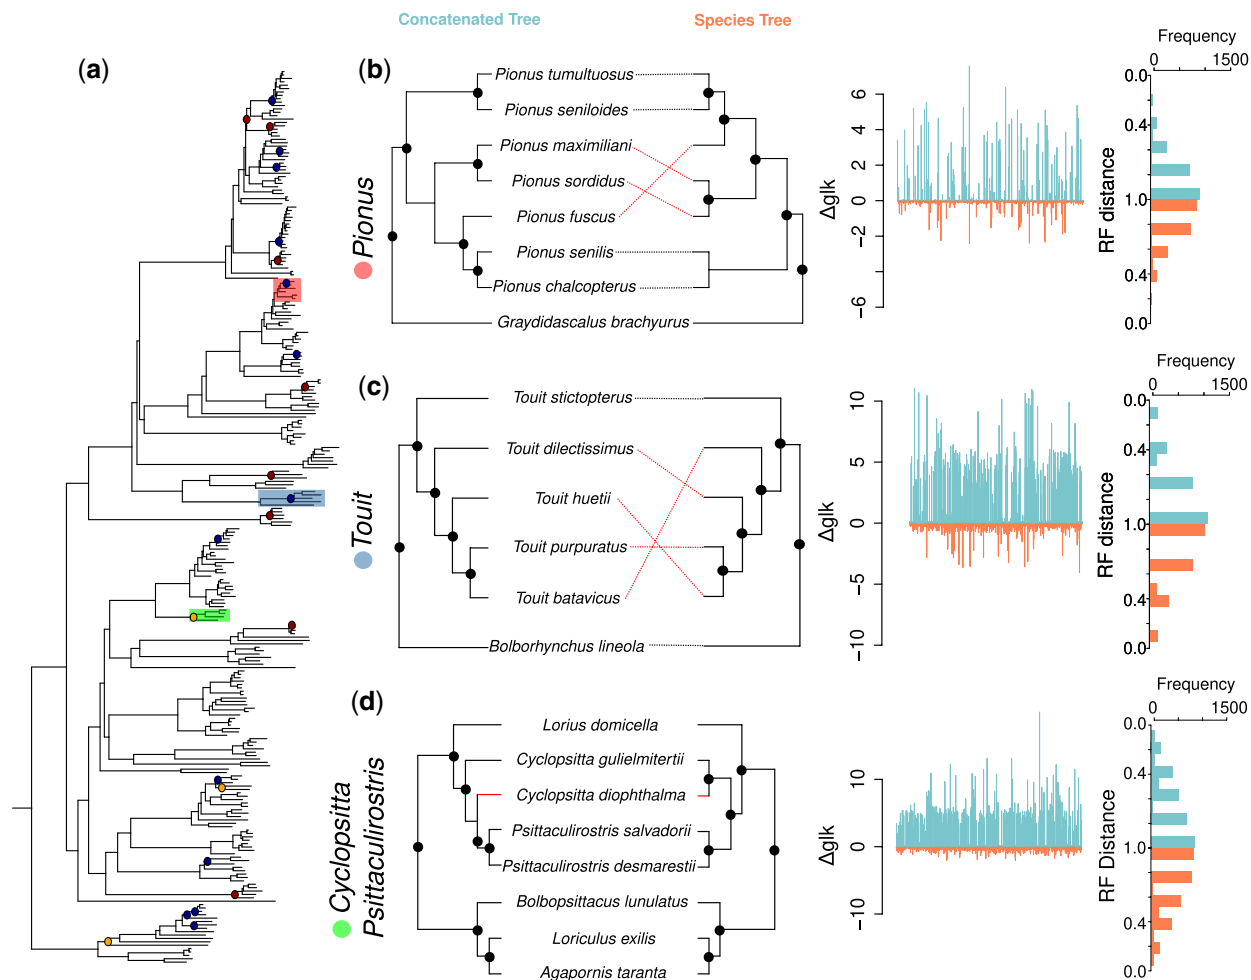 Concatenated Tree
Species Tree
(a)
(b)
Pionus
Pionus tumultuosus
Pionus seniloides
Pionus maximiliani
Pionus sordidus
Pionus fuscus
Pionus senilis
Pionus chalcopterus
Graydidascalus brachyurus
Δglk
6
4
2
0
−2
−6
Frequency
0 1500
RF distance
0.0
0.4
1.0
0.4
0.0
(c)
Touit
Touit stictopterus
Touit dilectissimus
Touit huetii
Touit purpuratus
Touit batavicus
Bolborhynchus lineola
Δglk
10
5
0
−5
−10
Frequency
0 1500
RF distance
0.0
0.4
1.0
0.4
0.0
(d)
Cyclopsitta
Psittaculirostris
Lorius domicella
Cyclopsitta gulielmitertii
Cyclopsitta diophthalma
Psittaculirostris salvadorii
Psittaculirostris desmarestii
Bolbopsittacus lunulatus
Loriculus exilis
Agapornis taranta
Δglk
10
0
−10
Frequency
0 1500
RF Distance
0.0
0.4
1.0
0.4
0.0